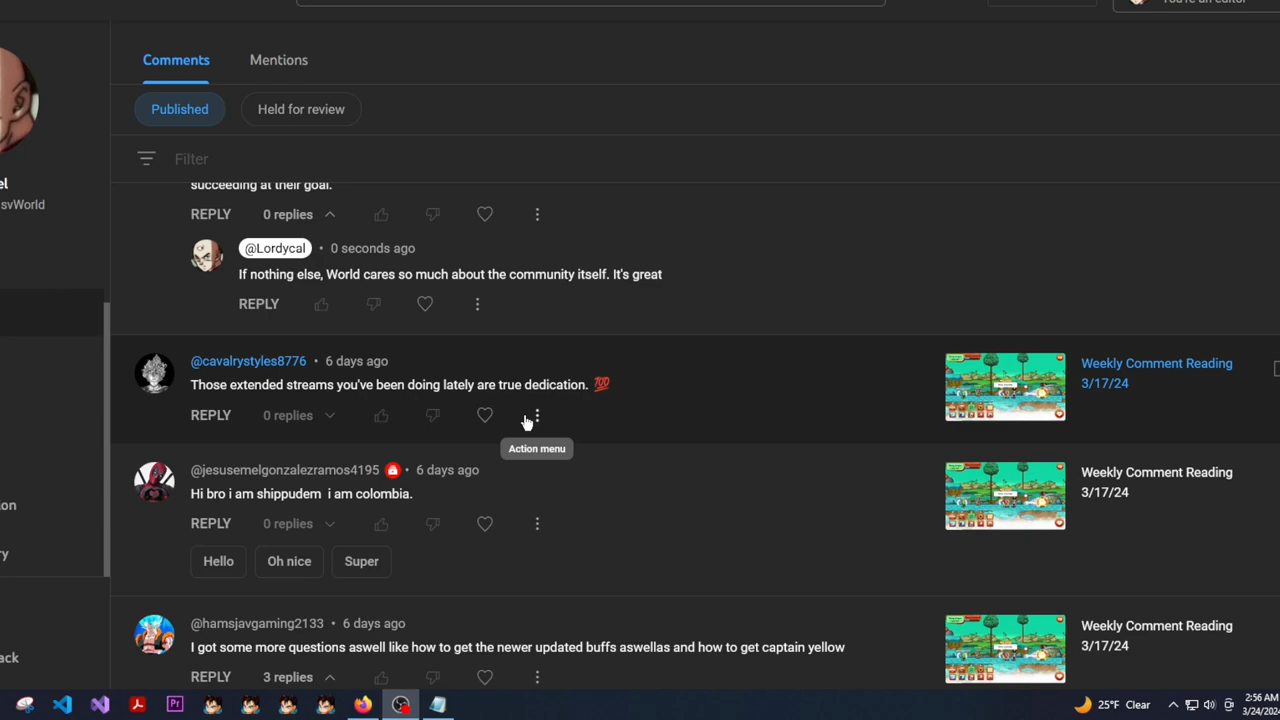 You're an editor
Comments
Mentions
Published
Held for review
Filter
el
svWorld
on
ry
ack
succeeding at their goal.
REPLY 0 replies
@Lordycal • 0 seconds ago
If nothing else, World cares so much about the community itself. It's great
REPLY
@cavalrystyles8776 • 6 days ago
Those extended streams you've been doing lately are true dedication. 💯
REPLY 0 replies
Action menu
Weekly Comment Reading
3/17/24
@jesusemelgonzalezramos4195 • 6 days ago
Hi bro i am shippudem i am colombia.
REPLY 0 replies
Hello Oh nice Super
Weekly Comment Reading
3/17/24
@hamsjavgaming2133 • 6 days ago
I got some more questions aswell like how to get the newer updated buffs aswellas and how to get captain yellow
REPLY 3 replies
Weekly Comment Reading
3/17/24
Pr
25°F Clear
2:56 AM
3/24/202